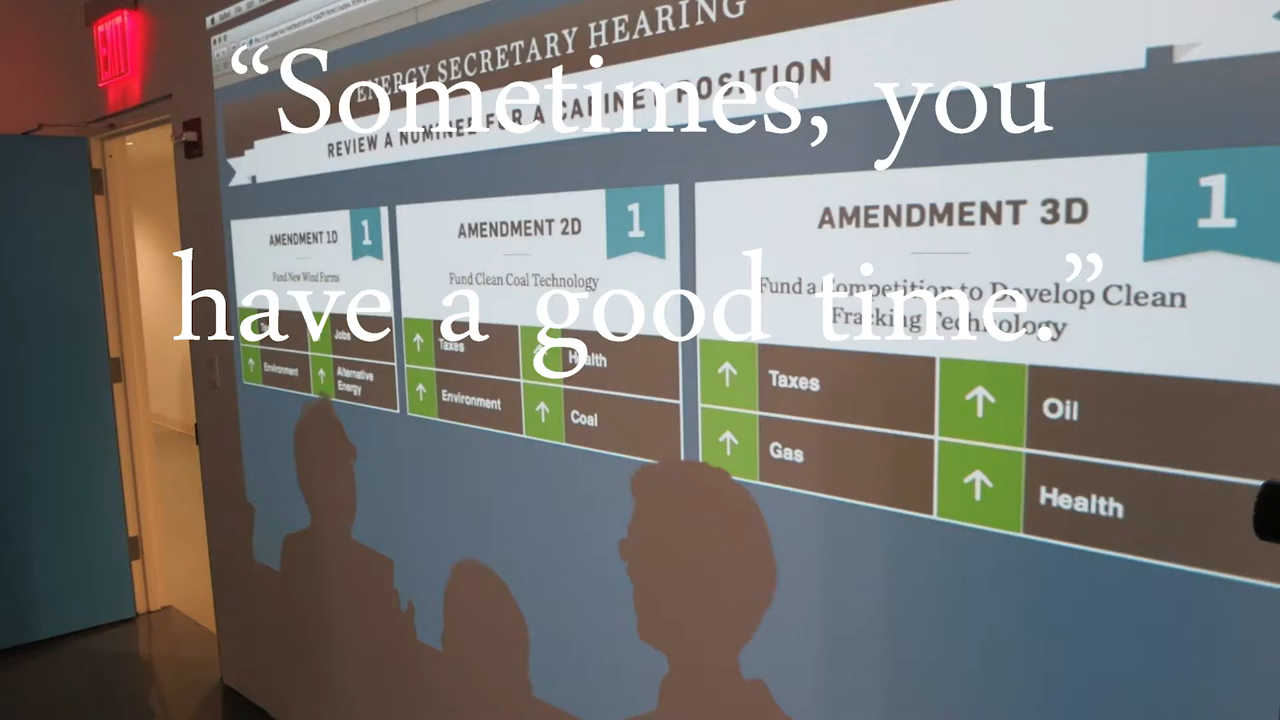 EXIT
ENERGY SECRETARY HEARING
REVIEW A NOMINEE FOR A CABINET POSITION
“Sometimes, you
have a good time.”
AMENDMENT 1D
1
Fund New Wind Farms
Jobs
Environment
Alternative
Energy
AMENDMENT 2D
1
Fund Clean Coal Technology
Taxes
Health
Environment
Coal
AMENDMENT 3D
1
Fund a Competition to Develop Clean
Fracking Technology
Taxes
Oil
Gas
Health